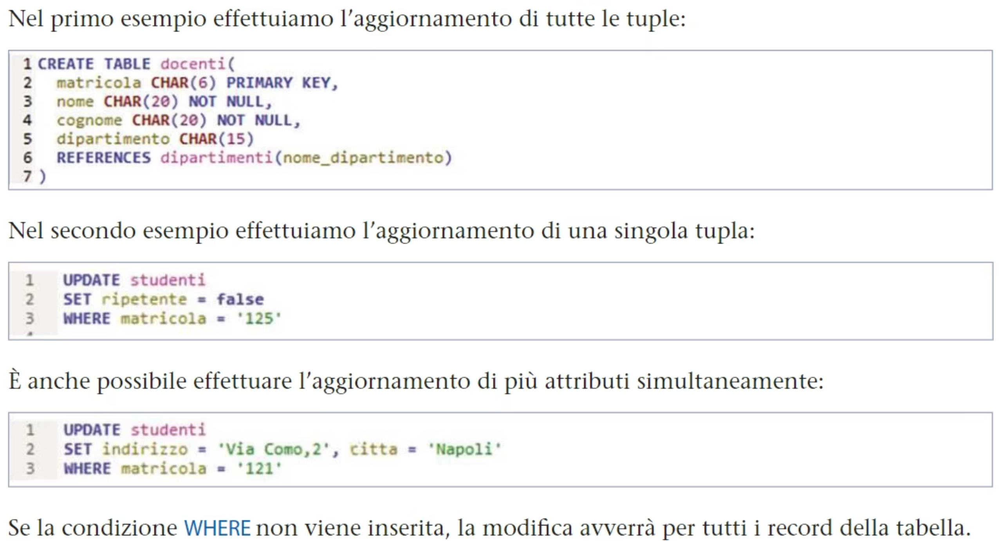 Nel primo esempio effettuiamo l'aggiornamento di tutte le tuple:
1 CREATE TABLE docenti(
2 matricola CHAR(6) PRIMARY KEY,
3 nome CHAR(20) NOT NULL,
4 cognome CHAR(20) NOT NULL,
5 dipartimento CHAR(15)
6 REFERENCES dipartimenti(nome_dipartimento)
7 )
Nel secondo esempio effettuiamo l'aggiornamento di una singola tupla:
1 UPDATE studenti
2 SET ripetente = false
3 WHERE matricola = '125'
È anche possibile effettuare l'aggiornamento di più attributi simultaneamente:
1 UPDATE studenti
2 SET indirizzo = 'Via Como,2', citta = 'Napoli'
3 WHERE matricola = '121'
Se la condizione WHERE non viene inserita, la modifica avverrà per tutti i record della tabella.